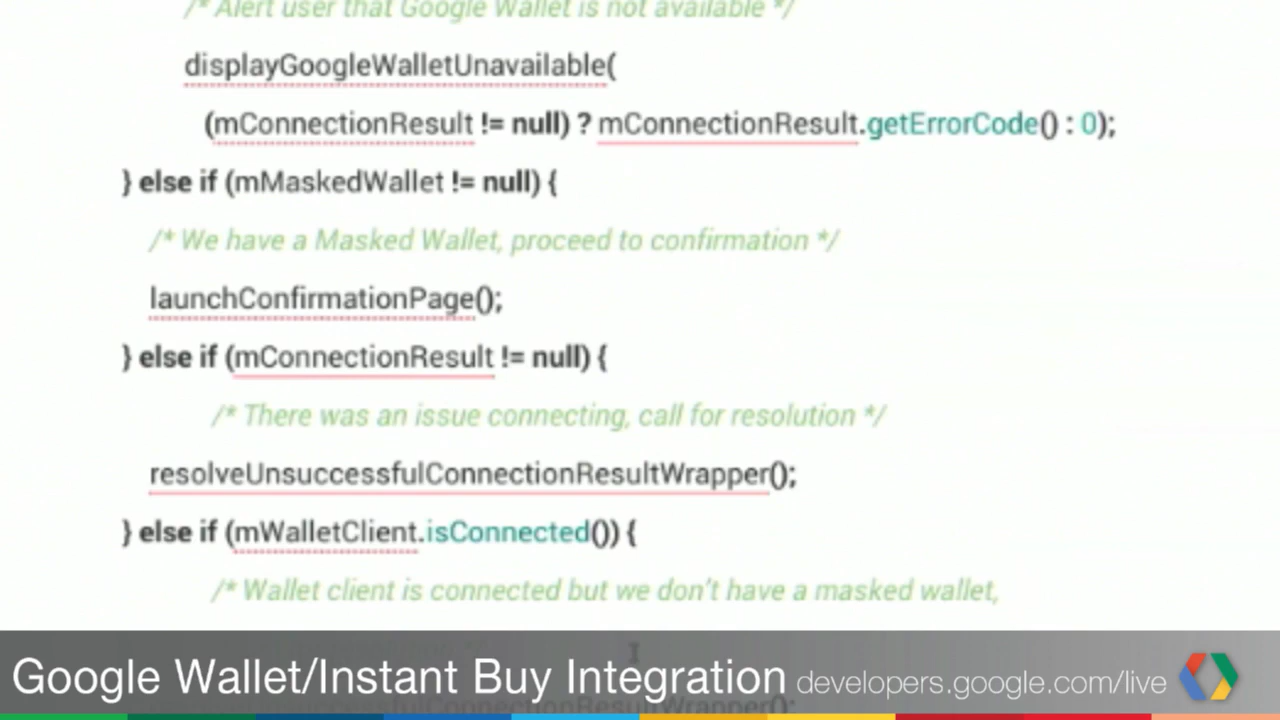 /* Alert user that Google Wallet is not available */
displayGoogleWalletUnavailable(
(mConnectionResult != null) ? mConnectionResult.getErrorCode() : 0);
} else if (mMaskedWallet != null) {
/* We have a Masked Wallet, proceed to confirmation */
launchConfirmationPage();
} else if (mConnectionResult != null) {
/* There was an issue connecting, call for resolution */
resolveUnsuccessfulConnectionResultWrapper();
} else if (mWalletClient.isConnected()) {
/* Wallet client is connected but we don't have a masked wallet,
Google Wallet/Instant Buy Integration developers.google.com/live